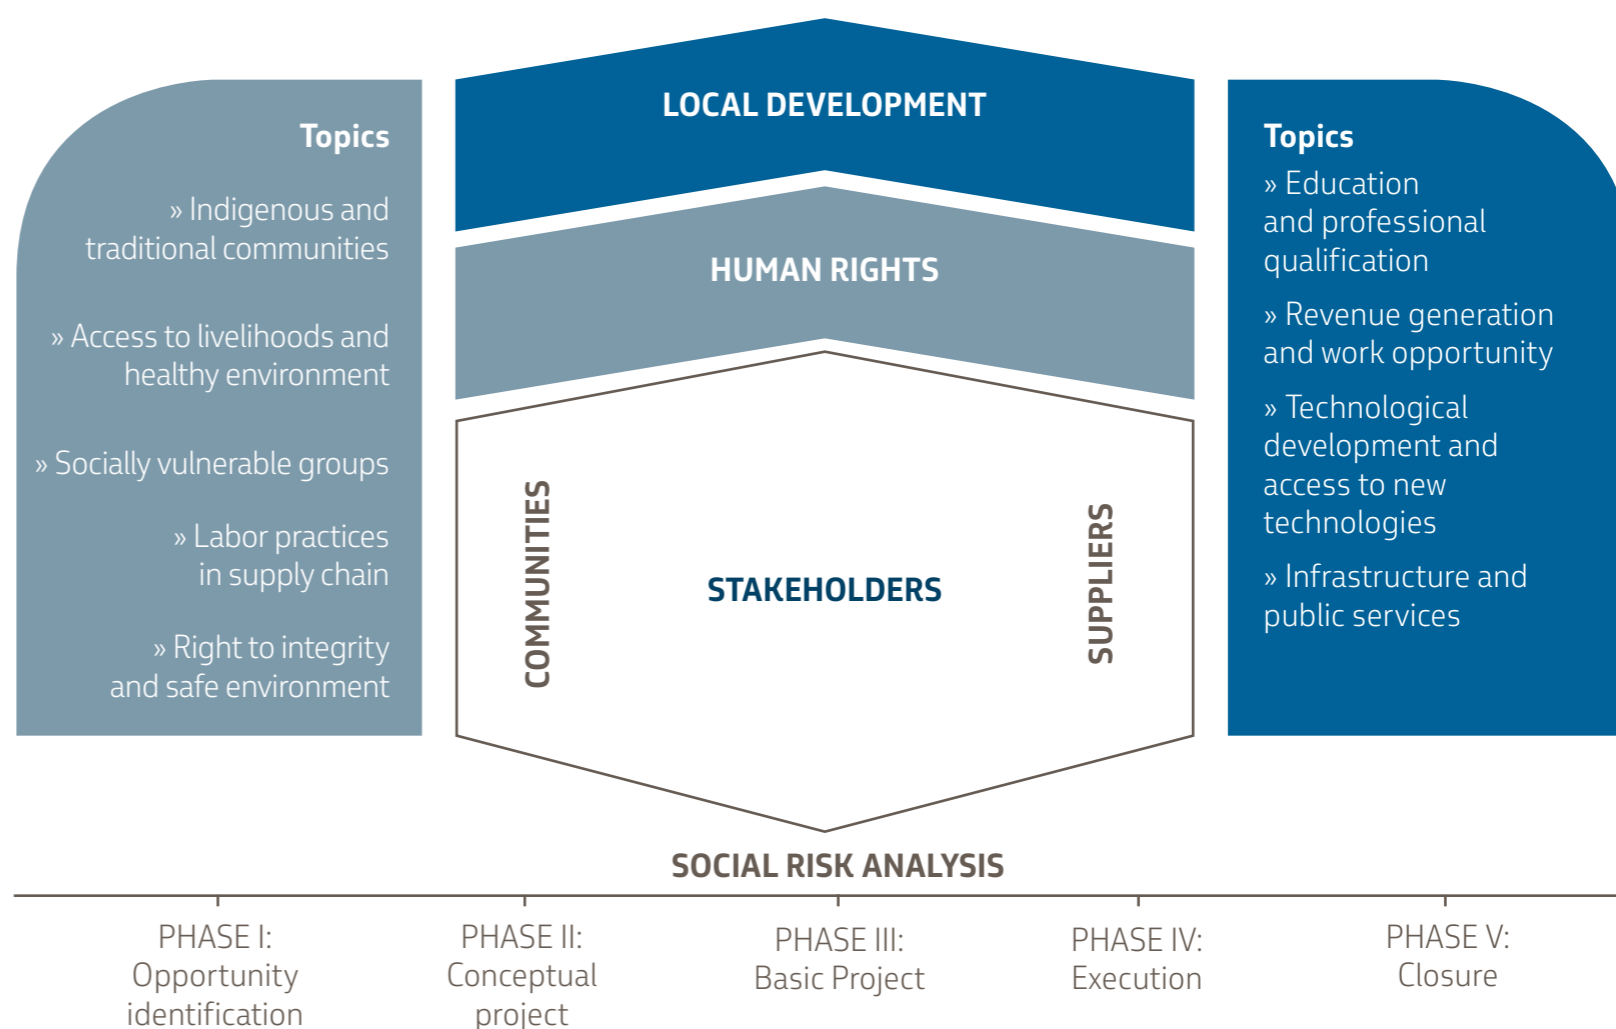 Topics
» Indigenous and
traditional communities
» Access to livelihoods and
healthy environment
» Socially vulnerable groups
» Labor practices
in supply chain
» Right to integrity
and safe environment
LOCAL DEVELOPMENT
HUMAN RIGHTS
COMMUNITIES
STAKEHOLDERS
SUPPLIERS
Topics
» Education
and professional
qualification
» Revenue generation
and work opportunity
» Technological
development and
access to new
technologies
» Infrastructure and
public services
SOCIAL RISK ANALYSIS
PHASE I:
Opportunity
identification
PHASE II:
Conceptual
project
PHASE III:
Basic Project
PHASE IV:
Execution
PHASE V:
Closure